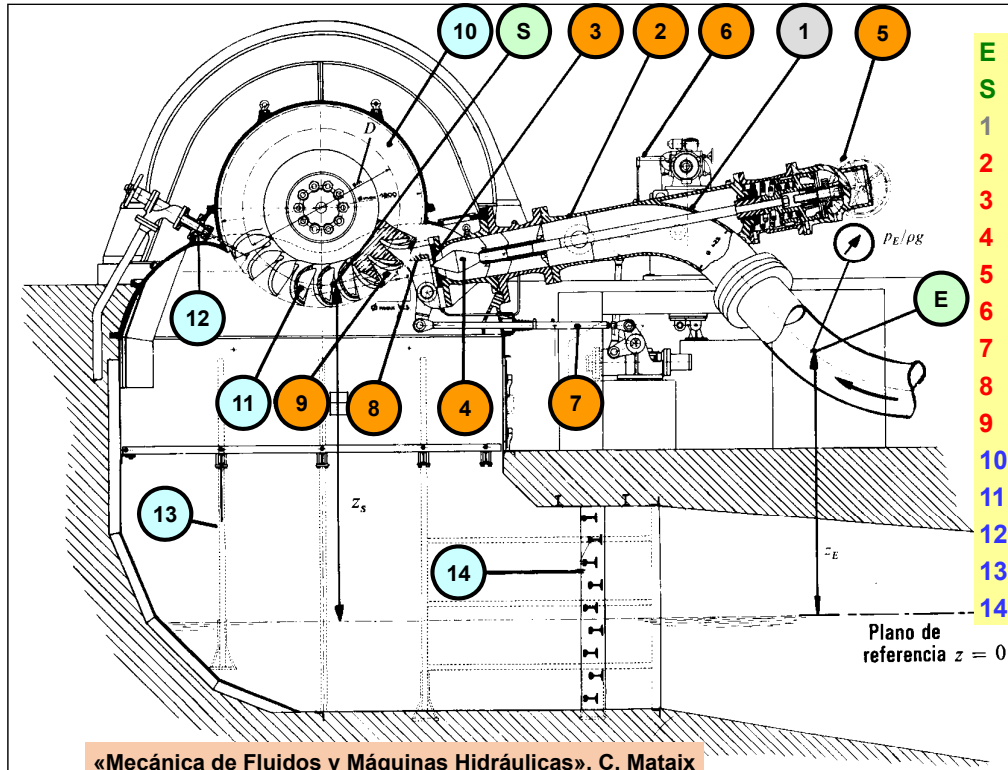 10 S 3 2 6 1 5
D
1800
p_E/ρg
E
12
11 9 8 4 7
z_s
13
14
z_E
Plano de
referencia z = 0
«Mecánica de Fluidos y Máquinas Hidráulicas». C. Mataix
E
S
1
2
3
4
5
6
7
8
9
10
11
12
13
14